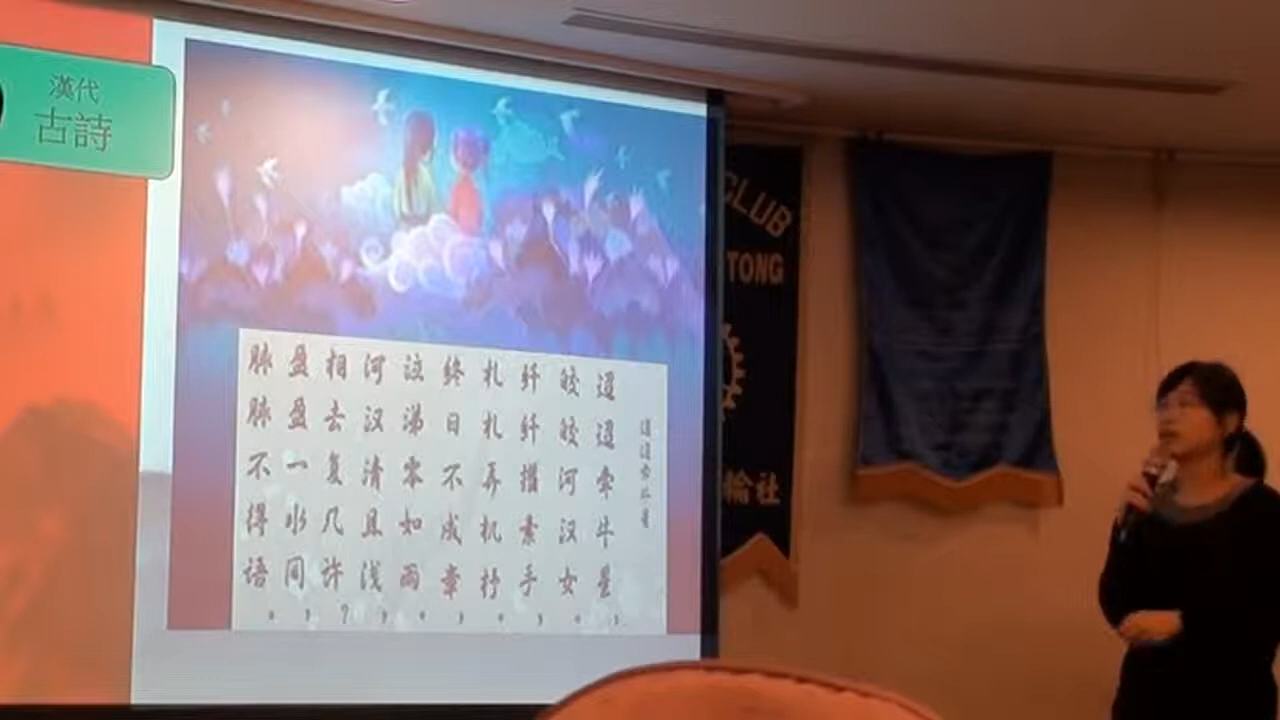 漢代
古詩
迢迢牵牛星
迢迢牵牛星,
皎皎河汉女。
纤纤擢素手,
札札弄机杼。
终日不成章,
泣涕零如雨。
河汉清且浅,
相去复几许?
盈盈一水间,
脉脉不得语。
CLUB
TONG
輪社